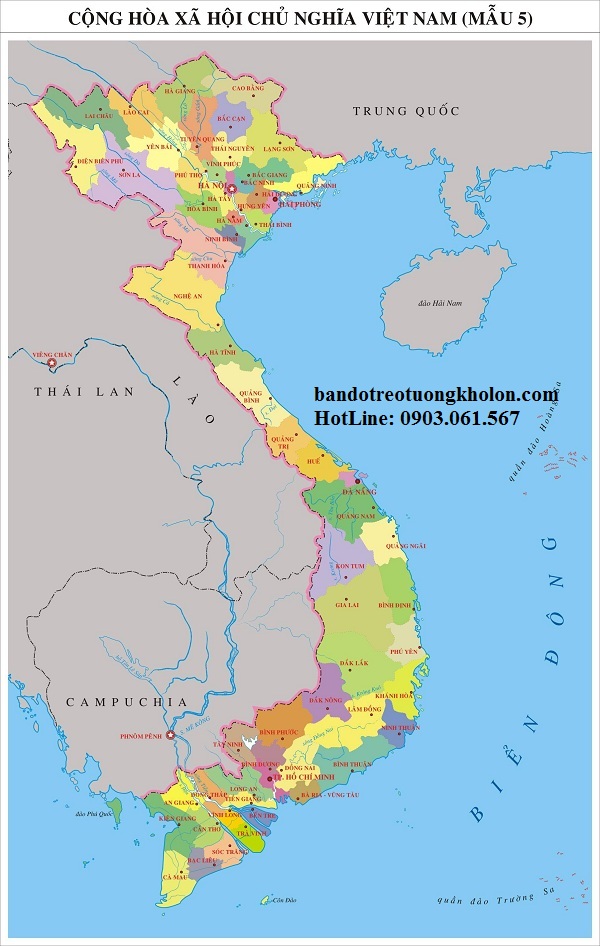 CỘNG HÒA XÃ HỘI CHỦ NGHĨA VIỆT NAM (MẪU 5)
TRUNG QUỐC
HÀ GIANG
CAO BẰNG
LAI CHÂU
LÀO CAI
BẮC CẠN
TUYÊN QUANG
YÊN BÁI
THÁI NGUYÊN
LẠNG SƠN
ĐIỆN BIÊN PHỦ
SƠN LA
PHÚ THỌ
VĨNH PHÚC
BẮC GIANG
BẮC NINH
QUẢNG NINH
HÀ NỘI
HÀ TÂY
HƯNG YÊN
HẢI PHÒNG
HÒA BÌNH
HÀ NAM
THÁI BÌNH
NINH BÌNH
THANH HÓA
NGHỆ AN
sông Cả
đảo Hải Nam
HÀ TĨNH
VIÊNG CHĂN
THÁI LAN
LÀO
QUẢNG BÌNH
bandotreotuongkholon.com
HotLine: 0903.061.567
quần đảo Hoàng Sa
QUẢNG TRỊ
HUẾ
ĐÀ NẴNG
QUẢNG NAM
QUẢNG NGÃI
KON TUM
GIA LAI
BÌNH ĐỊNH
BIỂN ĐÔNG
PHÚ YÊN
ĐẮK LẮK
KHÁNH HÒA
CAMPUCHIA
ĐẮK NÔNG
LÂM ĐỒNG
PHNÔM PÊNH
S. MÊ KÔNG
BÌNH PHƯỚC
NINH THUẬN
TÂY NINH
sông Đồng Nai
BÌNH DƯƠNG
ĐỒNG NAI
BÌNH THUẬN
TP. HỒ CHÍ MINH
LONG AN
BÀ RỊA - VŨNG TÀU
ĐỒNG THÁP
TIỀN GIANG
AN GIANG
đảo Phú Quốc
KIÊN GIANG
VĨNH LONG
BẾN TRE
CẦN THƠ
TRÀ VINH
SÓC TRĂNG
BẠC LIÊU
CÀ MAU
Côn Đảo
quần đảo Trường Sa